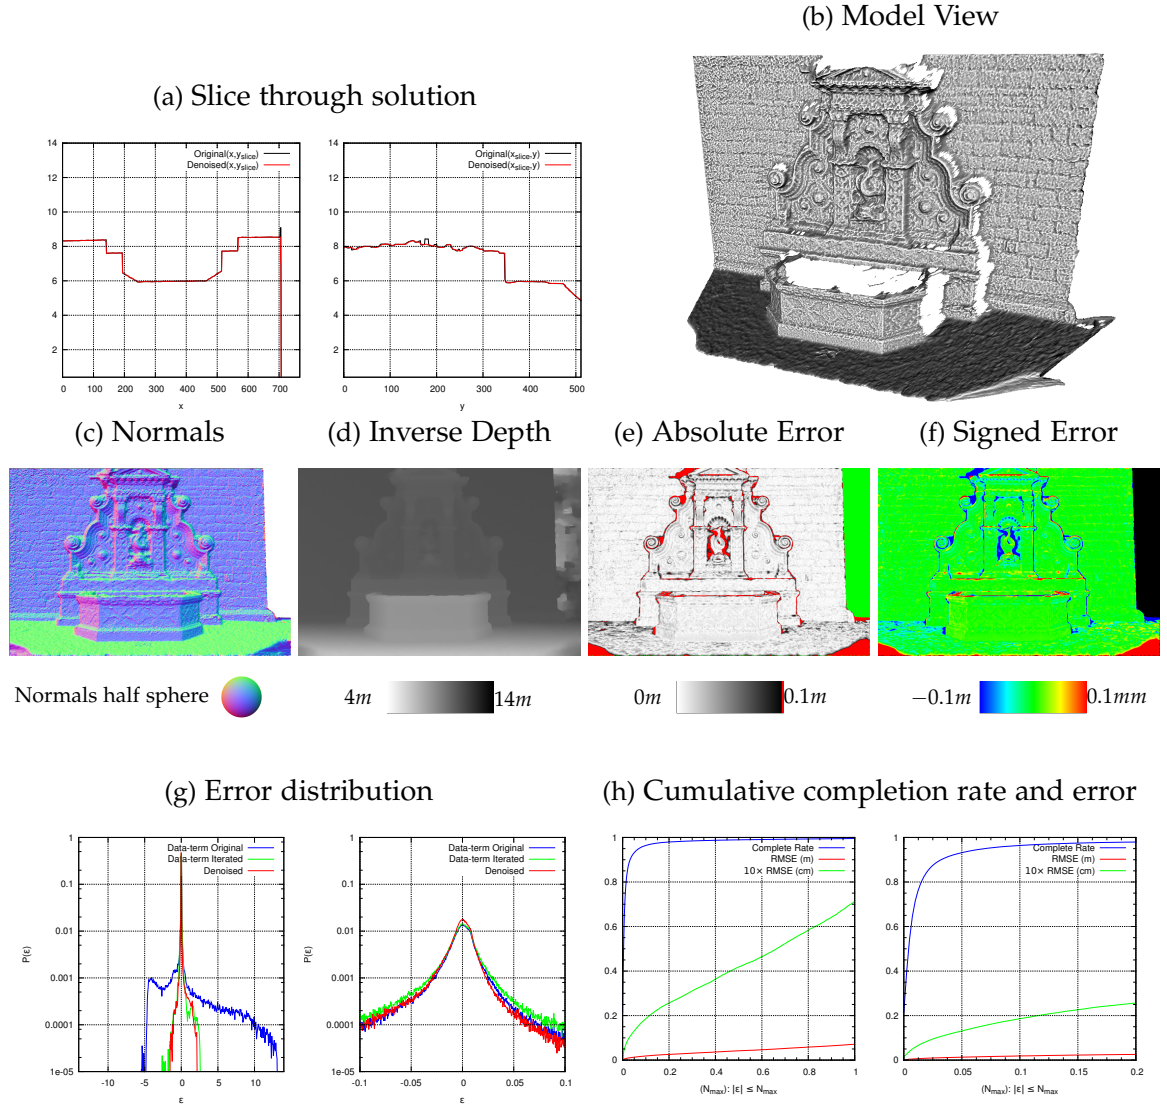 (b) Model View
(a) Slice through solution
14
12
10
8
6
4
2
0 100 200 300 400 500 600 700
x
Original(x,yslice)
Denoised(x,yslice)
14
12
10
8
6
4
2
0 100 200 300 400 500
y
Original(xslice,y)
Denoised(xslice,y)
(c) Normals
(d) Inverse Depth
(e) Absolute Error
(f) Signed Error
Normals half sphere
4m 14m
0m 0.1m
−0.1m 0.1mm
(g) Error distribution
(h) Cumulative completion rate and error
1
0.1
0.01
0.001
0.0001
1e-05
P(ε)
-10 -5 0 5 10
ε
Data-term Original
Data-term Iterated
Denoised
1
0.1
0.01
0.001
0.0001
1e-05
P(ε)
-0.1 -0.05 0 0.05 0.1
ε
Data-term Original
Data-term Iterated
Denoised
1
0.8
0.6
0.4
0.2
0
0 0.2 0.4 0.6 0.8 1
(Nmax): |ε| ≤ Nmax
Complete Rate
RMSE (m)
10× RMSE (cm)
1
0.8
0.6
0.4
0.2
0
0 0.05 0.1 0.15 0.2
(Nmax): |ε| ≤ Nmax
Complete Rate
RMSE (m)
10× RMSE (cm)